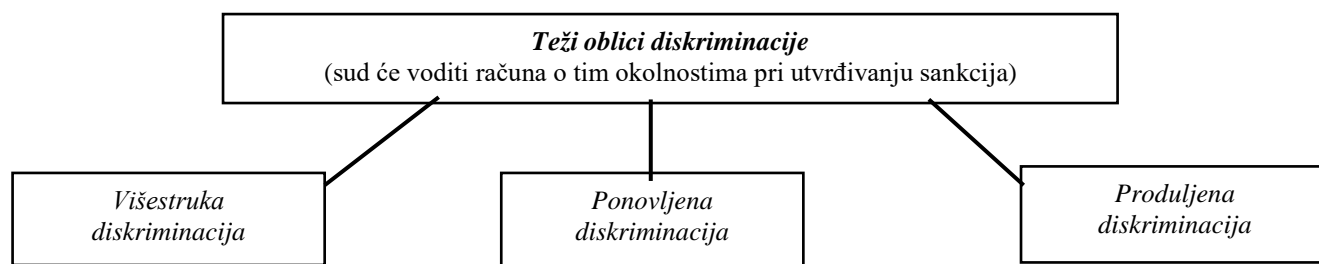 Teži oblici diskriminacije
(sud će voditi računa o tim okolnostima pri utvrđivanju sankcija)
Višestruka
diskriminacija
Ponovljena
diskriminacija
Produljena
diskriminacija